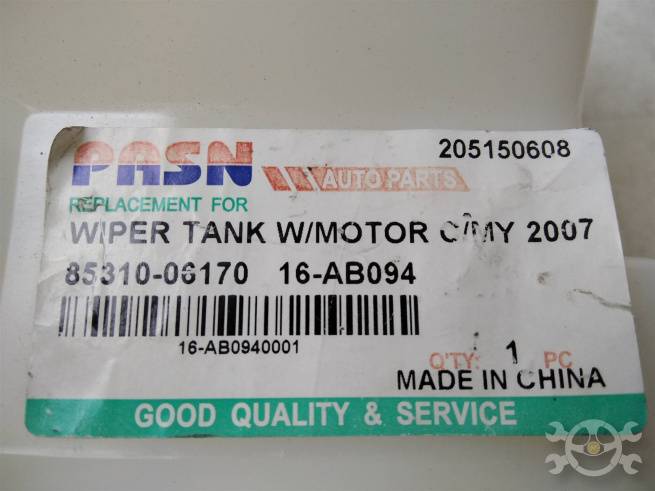 PASN
205150608
AUTO PARTS
REPLACEMENT FOR
WIPER TANK W/MOTOR C/MY 2007
85310-06170 16-AB094
16-AB0940001
Q'TY: 1 PC
MADE IN CHINA
GOOD QUALITY & SERVICE